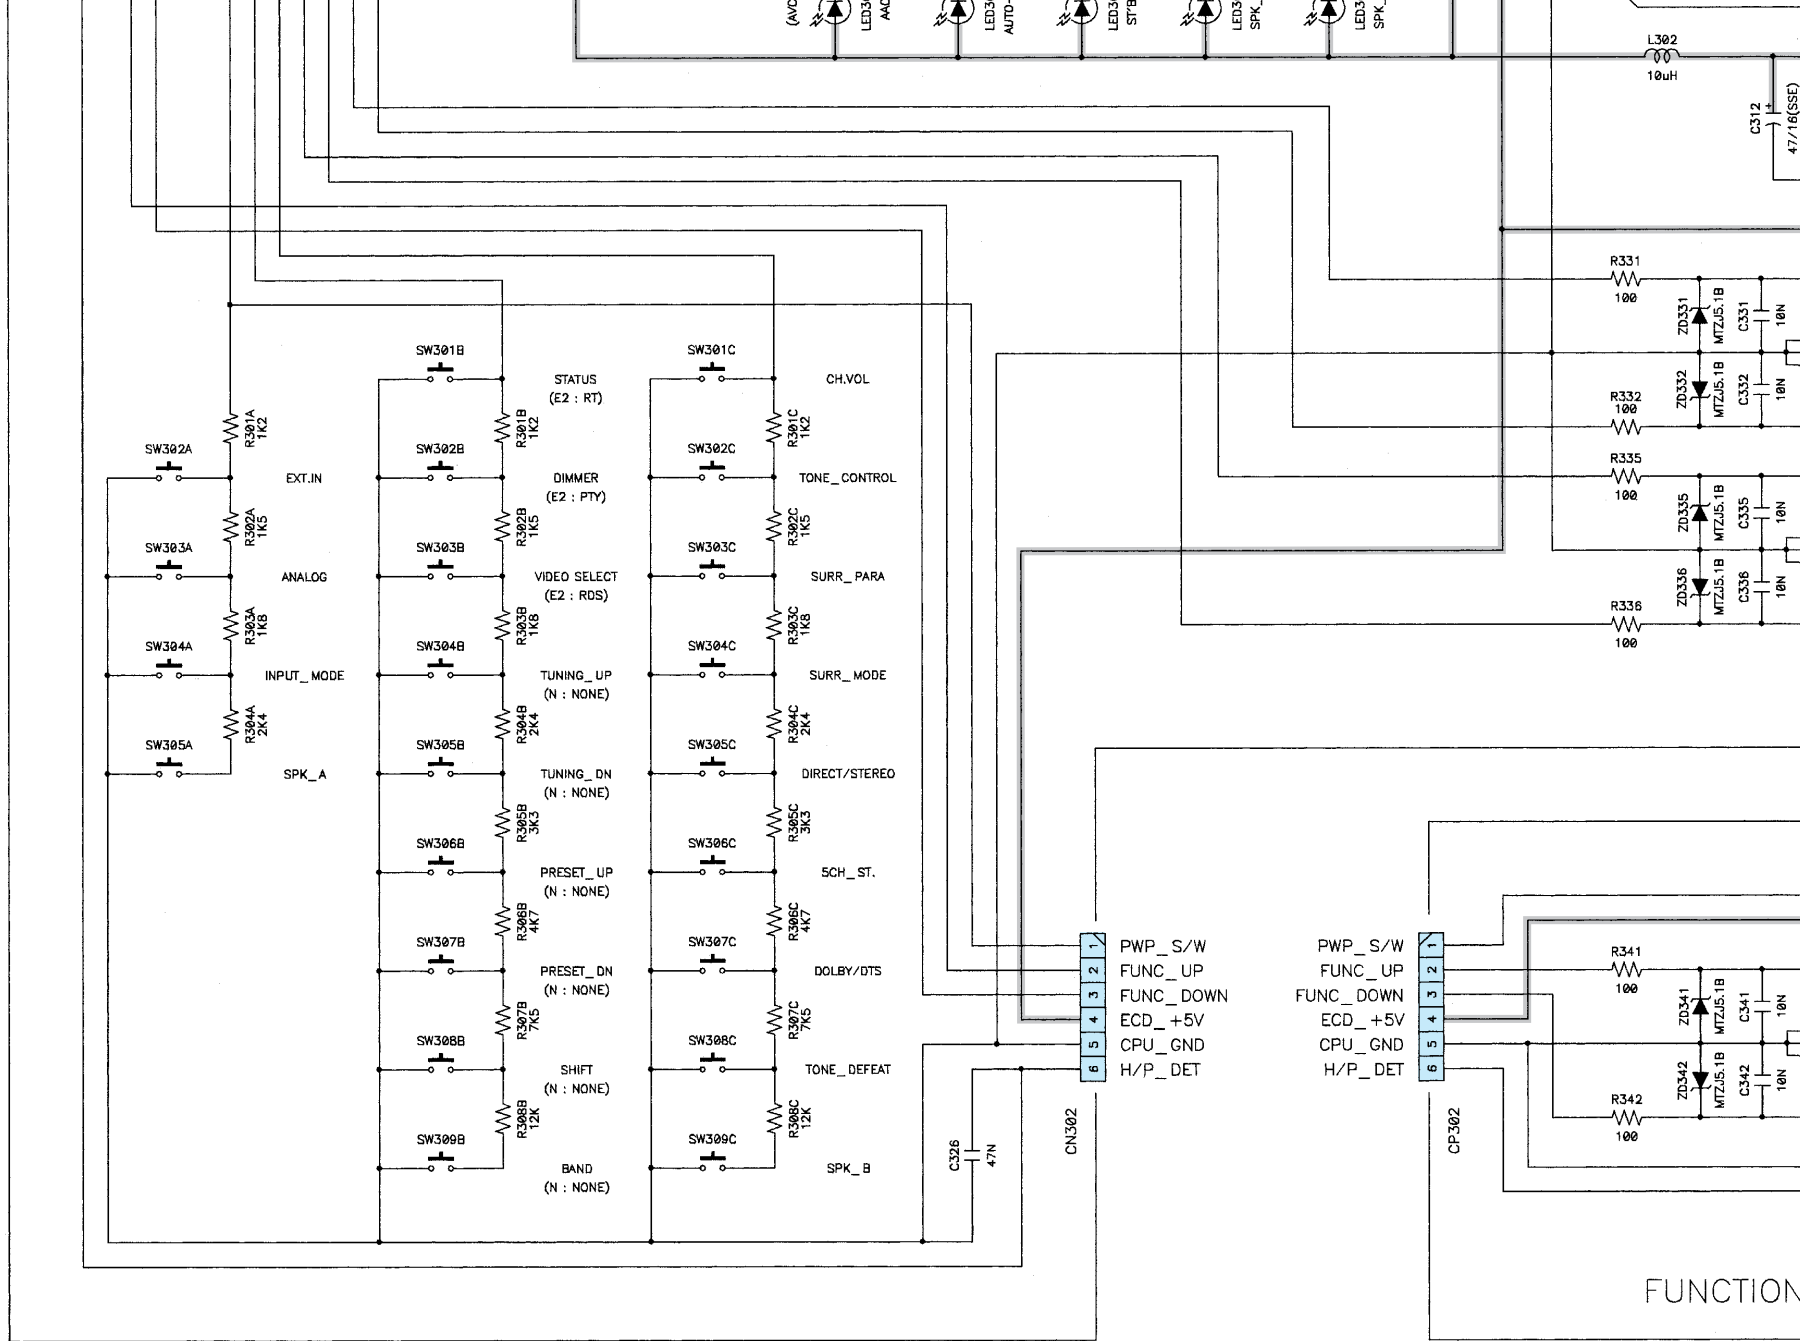 (AVC
LED3
AAC
LED3
AUTO-
LED3
ST'B
LED3
SPK_
LED3
SPK_
L302
10uH
C312
+
47/16(SSE)
R331
100
ZD331
MTZJ5.1B
C331
10N
ZD332
MTZJ5.1B
C332
10N
R332
100
R335
100
ZD335
MTZJ5.1B
C335
10N
ZD336
MTZJ5.1B
C336
10N
R336
100
R301A
1K2
SW302A
EXT.IN
R302A
1K5
SW303A
ANALOG
R303A
1K8
SW304A
INPUT_MODE
R304A
2K4
SW305A
SPK_A
SW301B
STATUS
(E2 : RT)
R301B
1K2
SW302B
DIMMER
(E2 : PTY)
R302B
1K5
SW303B
VIDEO SELECT
(E2 : RDS)
R303B
1K8
SW304B
TUNING_UP
(N : NONE)
R304B
2K4
SW305B
TUNING_DN
(N : NONE)
R305B
3K3
SW306B
PRESET_UP
(N : NONE)
R306B
4K7
SW307B
PRESET_DN
(N : NONE)
R307B
7K5
SW308B
SHIFT
(N : NONE)
R308B
12K
SW309B
BAND
(N : NONE)
SW301C
CH.VOL
R301C
1K2
SW302C
TONE_CONTROL
R302C
1K5
SW303C
SURR_PARA
R303C
1K8
SW304C
SURR_MODE
R304C
2K4
SW305C
DIRECT/STEREO
R305C
3K3
SW306C
5CH_ST.
R306C
4K7
SW307C
DOLBY/DTS
R307C
7K5
SW308C
TONE_DEFEAT
R308C
12K
SW309C
SPK_B
C326
47N
1 PWP_S/W
2 FUNC_UP
3 FUNC_DOWN
4 ECD_+5V
5 CPU_GND
6 H/P_DET
CN302
PWP_S/W 1
FUNC_UP 2
FUNC_DOWN 3
ECD_+5V 4
CPU_GND 5
H/P_DET 6
CP302
R341
100
ZD341
MTZJ5.1B
C341
10N
ZD342
MTZJ5.1B
C342
10N
R342
100
FUNCTION